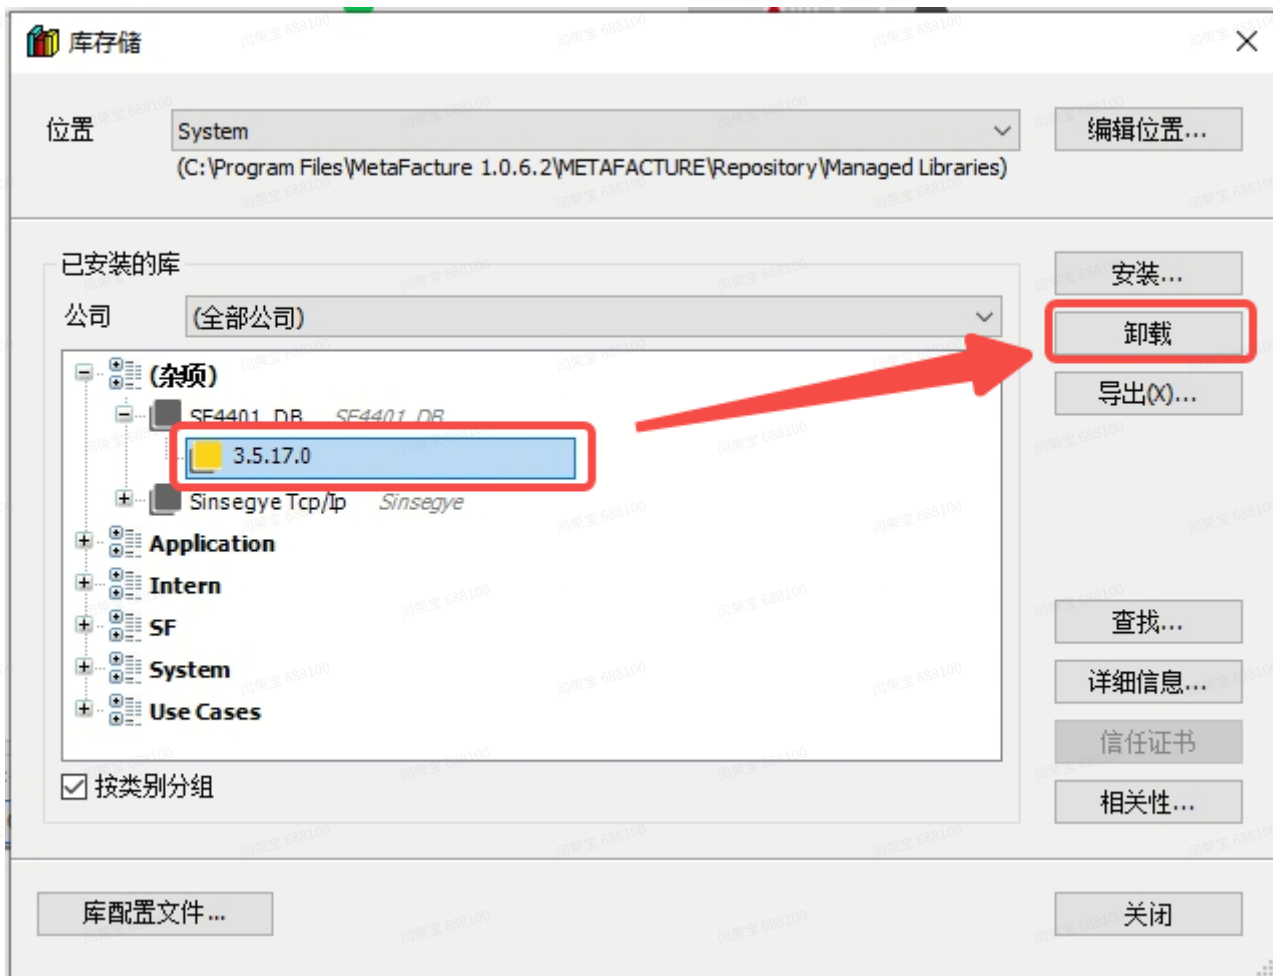 库存储
位置
System
编辑位置...
(C:\Program Files\MetaFacture 1.0.6.2\METAFACTURE\Repository\Managed Libraries)
已安装的库
公司
(全部公司)
安装...
卸载
导出(X)...
(杂项)
SF4401_DB SF4401_DB
3.5.17.0
Sinsegye Tcp/Ip Sinsegye
Application
Intern
SF
System
Use Cases
查找...
详细信息...
信任证书
相关性...
按类别分组
库配置文件...
关闭